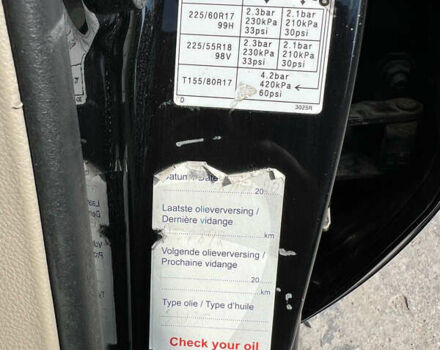 225/60R17 99H 2.3bar 230kPa 33psi 2.1bar 210kPa 30psi
225/55R18 98V 2.3bar 230kPa 33psi 2.1bar 210kPa 30psi
T155/80R17 4.2bar 420kPa 60psi
0 3025R
Datum / Date
20
Laatste olieverversing /
Dernière vidange
km
Volgende olieverversing /
Prochaine vidange
20
km
Type olie / Type d'huile
Check your oil